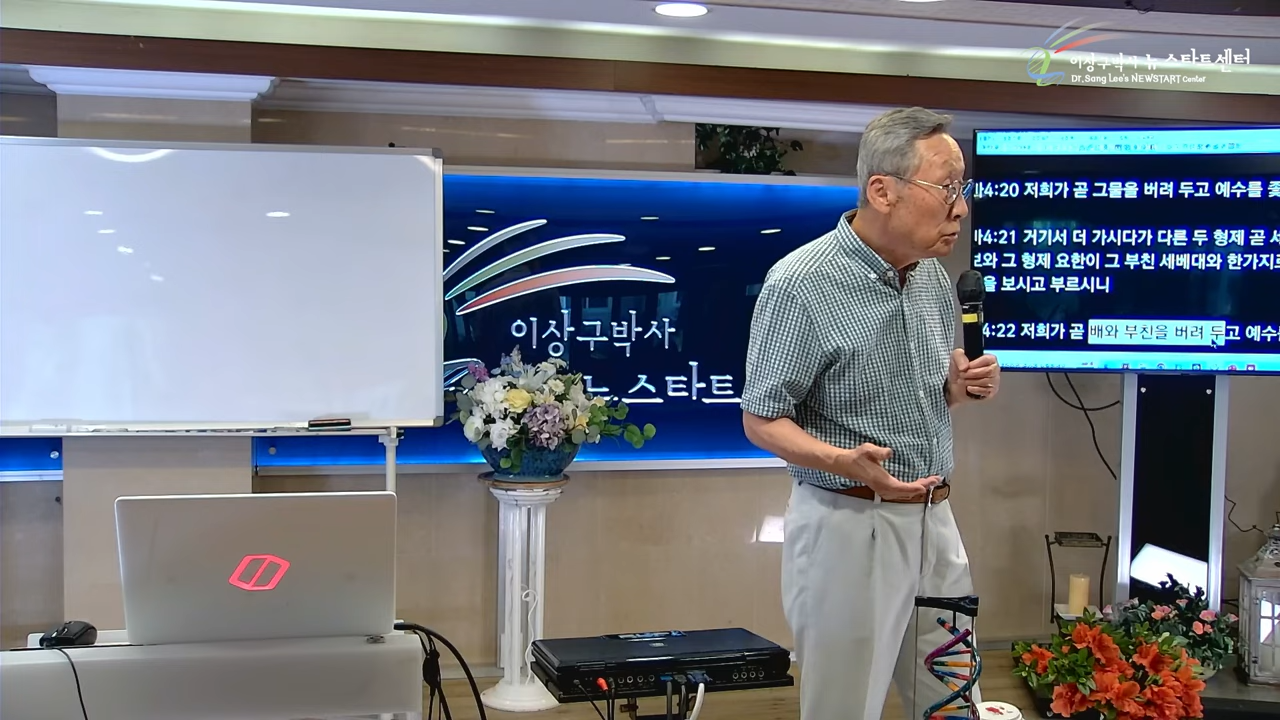 이상구박사 뉴스타트센터
Dr. Sang Lee's NEWSTART Center
4:20 저희가 곧 그물을 버려 두고 예수를
4:21 거기서 더 가시다가 다른 두 형제 곧 세
보와 그 형제 요한이 그 부친 세베대와 한가지로
을 보시고 부르시니
4:22 저희가 곧 배와 부친을 버려 두고 예수를
이상구박사
뉴스타트